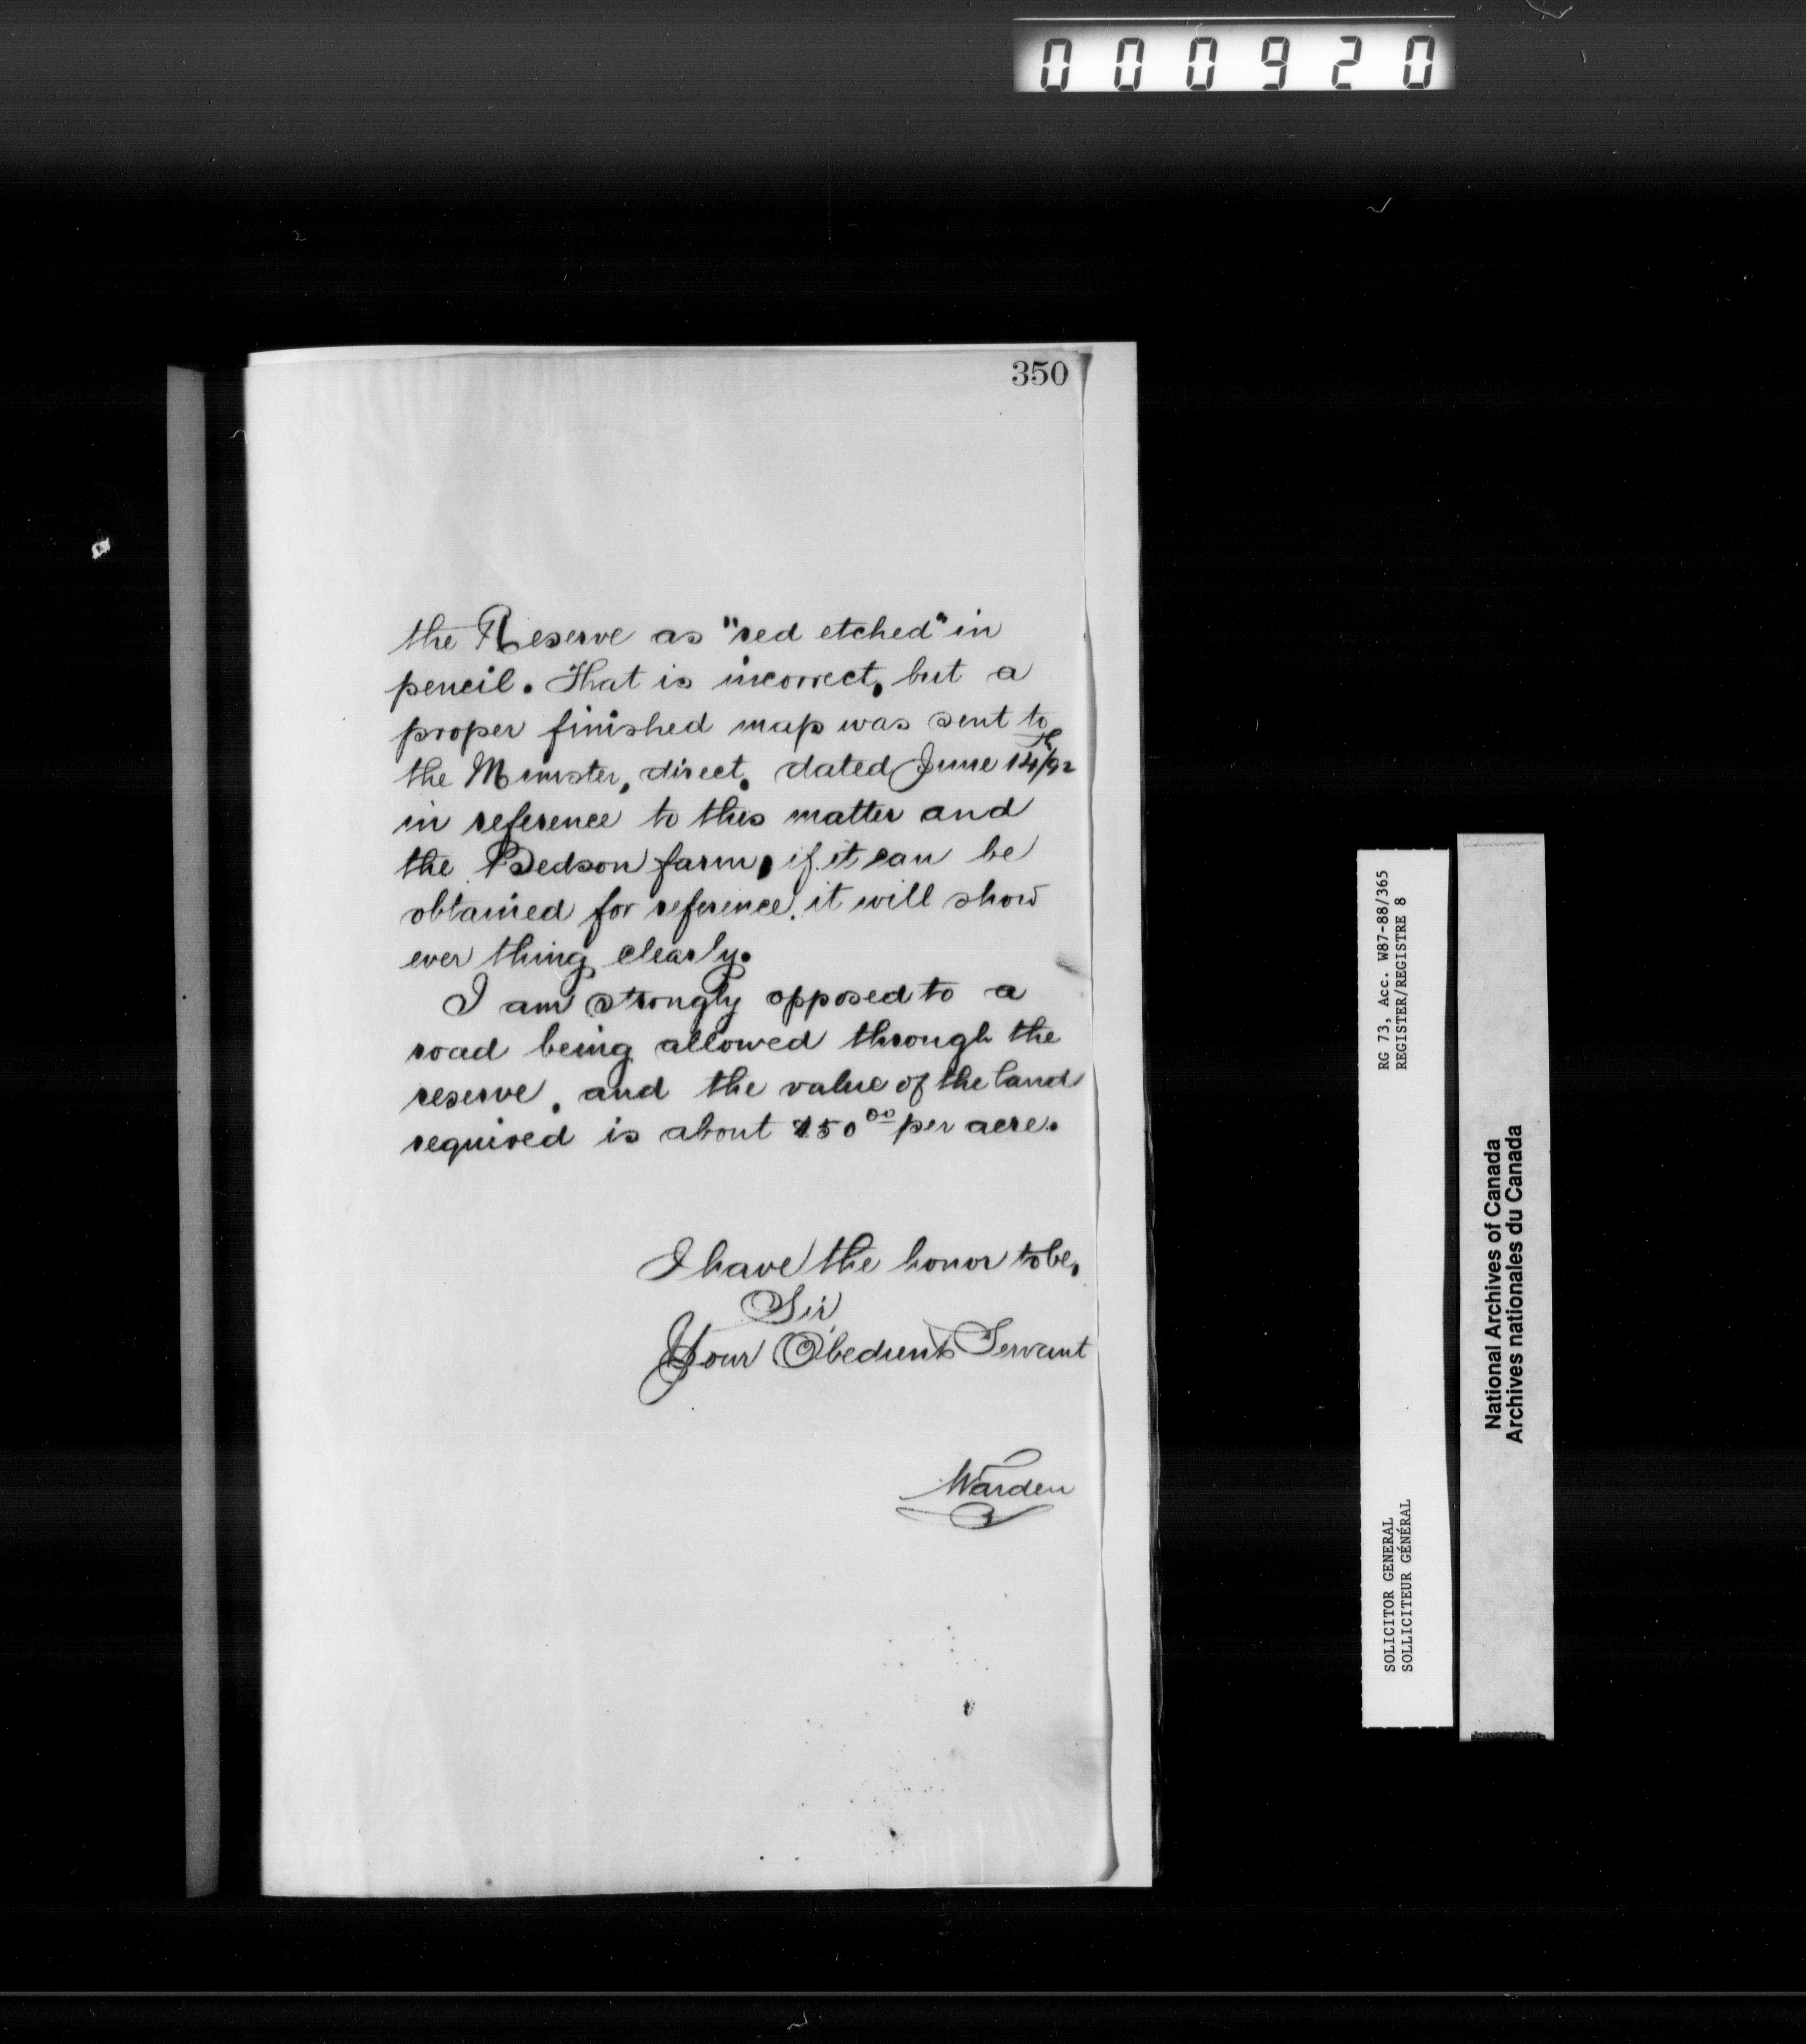 000920
350
the Reserve as "red etched" in
pencil. That is incorrect, but a
proper finished map was sent to
the Minister, direct, dated June 14th/92
in reference to this matter and
the Bedson farm, if it can be
obtained for reference, it will show
ever thing clearly.
I am strongly opposed to a
road being allowed through the
reserve, and the value of the land
required is about $50 00 per acre.
I have the honor to be,
Sir,
Your Obedient Servant
Warden
RG 73, Acc. W87-88/365
REGISTER/REGISTRE 8
SOLICITOR GENERAL
SOLLICITEUR GÉNÉRAL
National Archives of Canada
Archives nationales du Canada